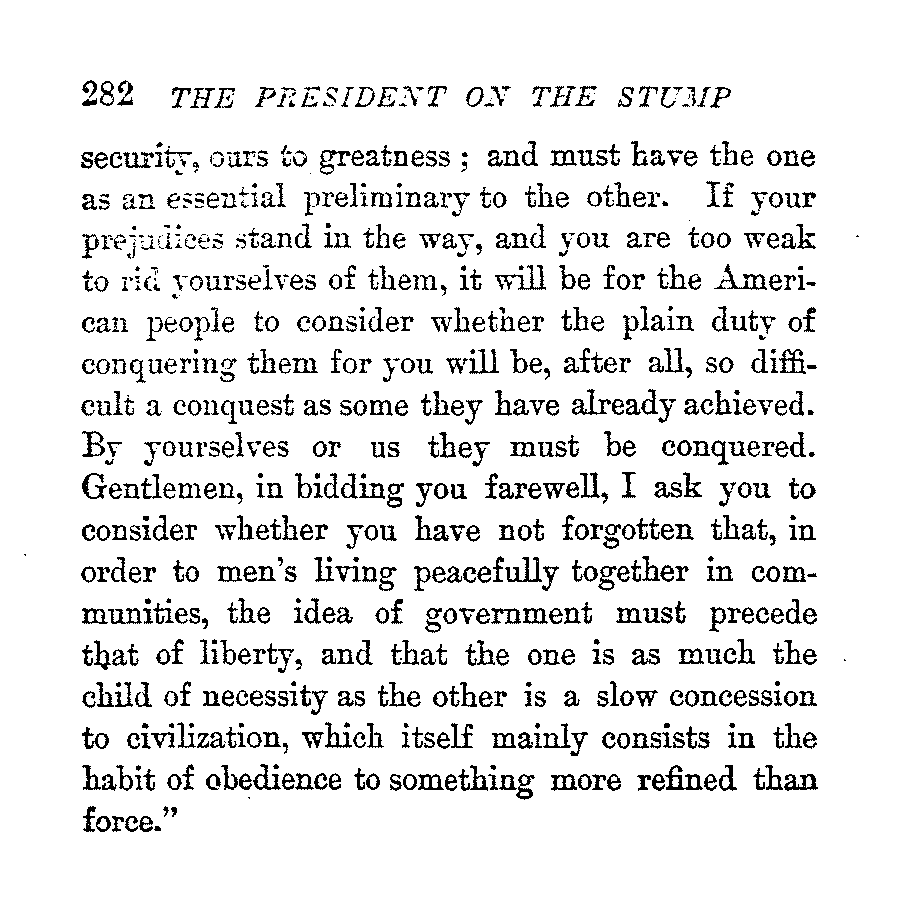 282 THE PRESIDENT ON THE STUMP
security, ours to greatness ; and must have the one
as an essential preliminary to the other. If your
prejudices stand in the way, and you are too weak
to rid yourselves of them, it will be for the Ameri-
can people to consider whether the plain duty of
conquering them for you will be, after all, so diffi-
cult a conquest as some they have already achieved.
By yourselves or us they must be conquered.
Gentlemen, in bidding you farewell, I ask you to
consider whether you have not forgotten that, in
order to men's living peacefully together in com-
munities, the idea of government must precede
that of liberty, and that the one is as much the
child of necessity as the other is a slow concession
to civilization, which itself mainly consists in the
habit of obedience to something more refined than
force."